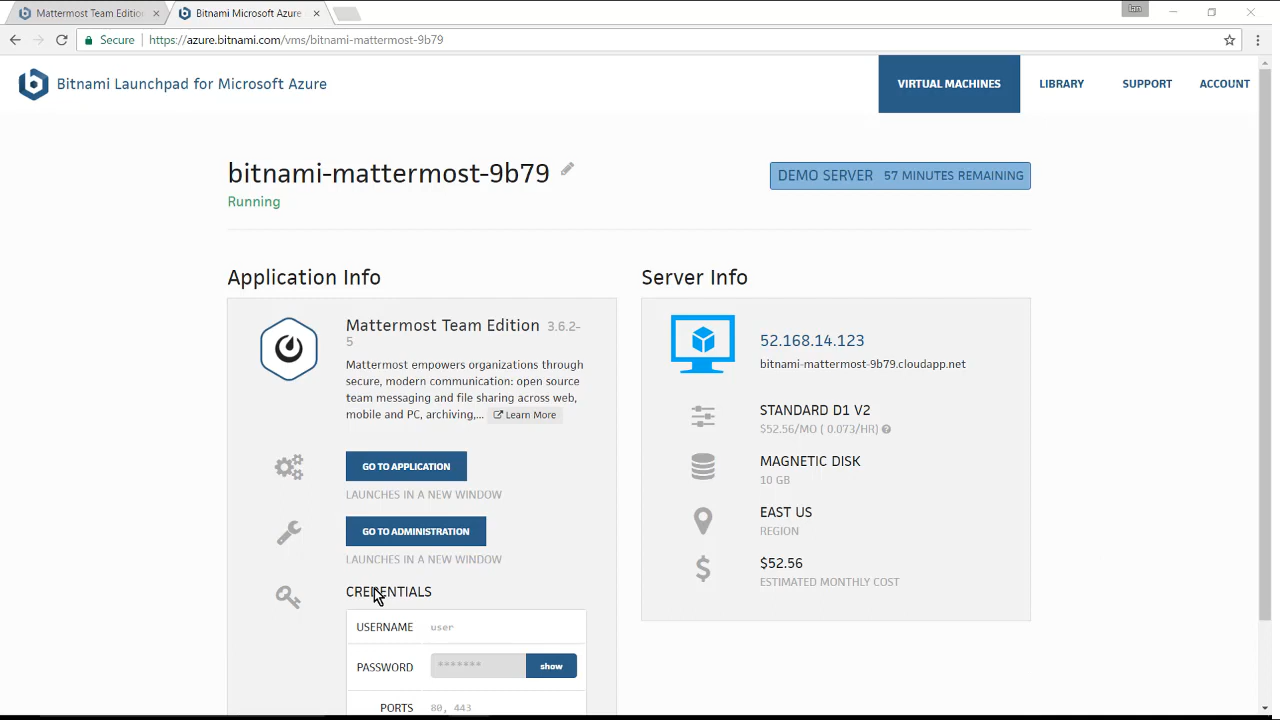 Mattermost Team Editio
Bitnami Microsoft Azure
Ian
Secure
https://azure.bitnami.com/vms/bitnami-mattermost-9b79
Bitnami Launchpad for Microsoft Azure
VIRTUAL MACHINES
LIBRARY
SUPPORT
ACCOUNT
bitnami-mattermost-9b79
Running
DEMO SERVER 57 MINUTES REMAINING
Application Info
Mattermost Team Edition 3.6.2-
5
Mattermost empowers organizations through
secure, modern communication: open source
team messaging and file sharing across web,
mobile and PC, archiving,... Learn More
GO TO APPLICATION
LAUNCHES IN A NEW WINDOW
GO TO ADMINISTRATION
LAUNCHES IN A NEW WINDOW
CREDENTIALS
USERNAME user
PASSWORD ******* show
PORTS 80, 443
Server Info
52.168.14.123
bitnami-mattermost-9b79.cloudapp.net
STANDARD D1 V2
$52.56/MO ( 0.073/HR)
MAGNETIC DISK
10 GB
EAST US
REGION
$52.56
ESTIMATED MONTHLY COST